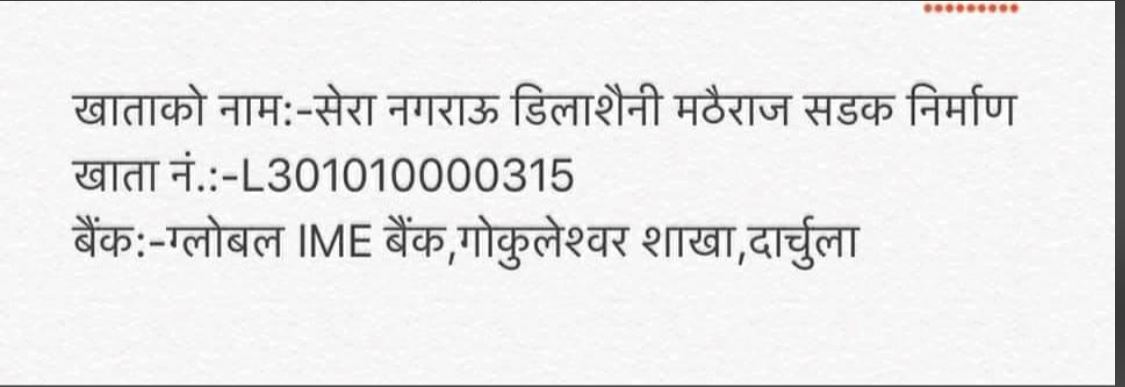 खाताको नाम:-सेरा नगराऊ डिलाशैनी मठैराज सडक निर्माण
खाता नं.:-L301010000315
बैंक:-ग्लोबल IME बैंक,गोकुलेश्वर शाखा,दार्चुला